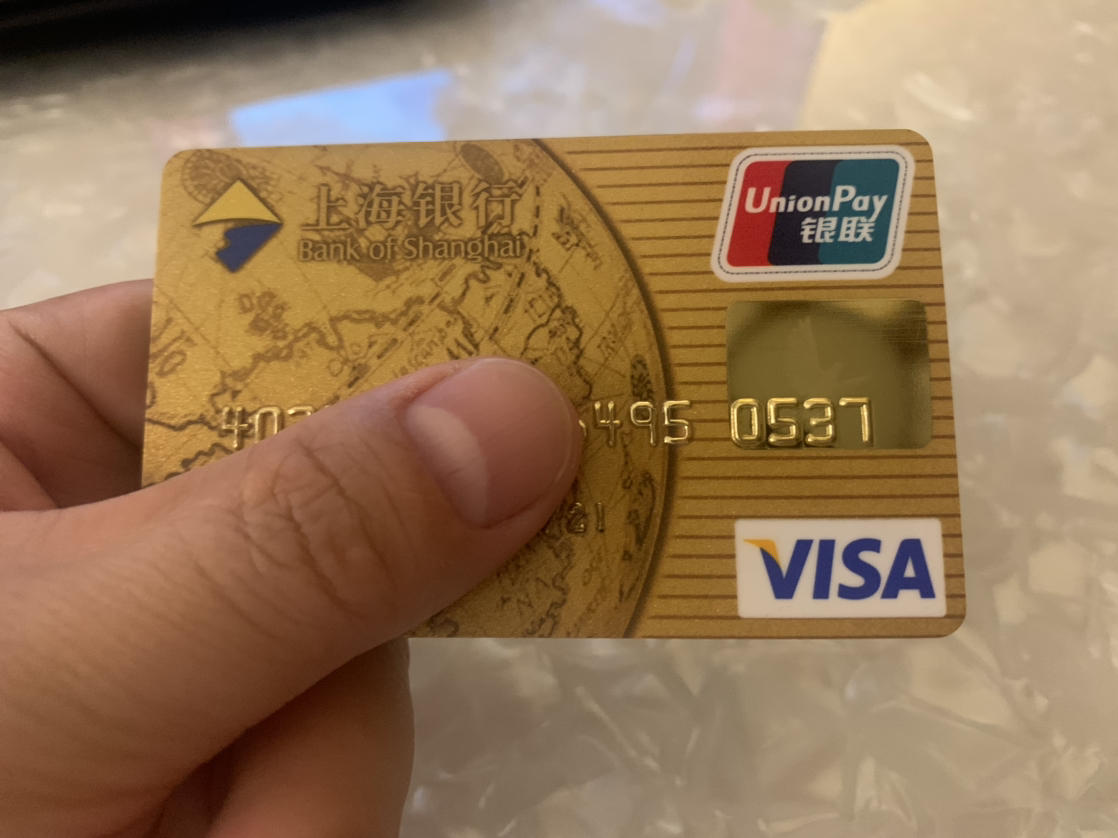 上海银行
Bank of Shanghai
UnionPay
银联
495 0537
VISA